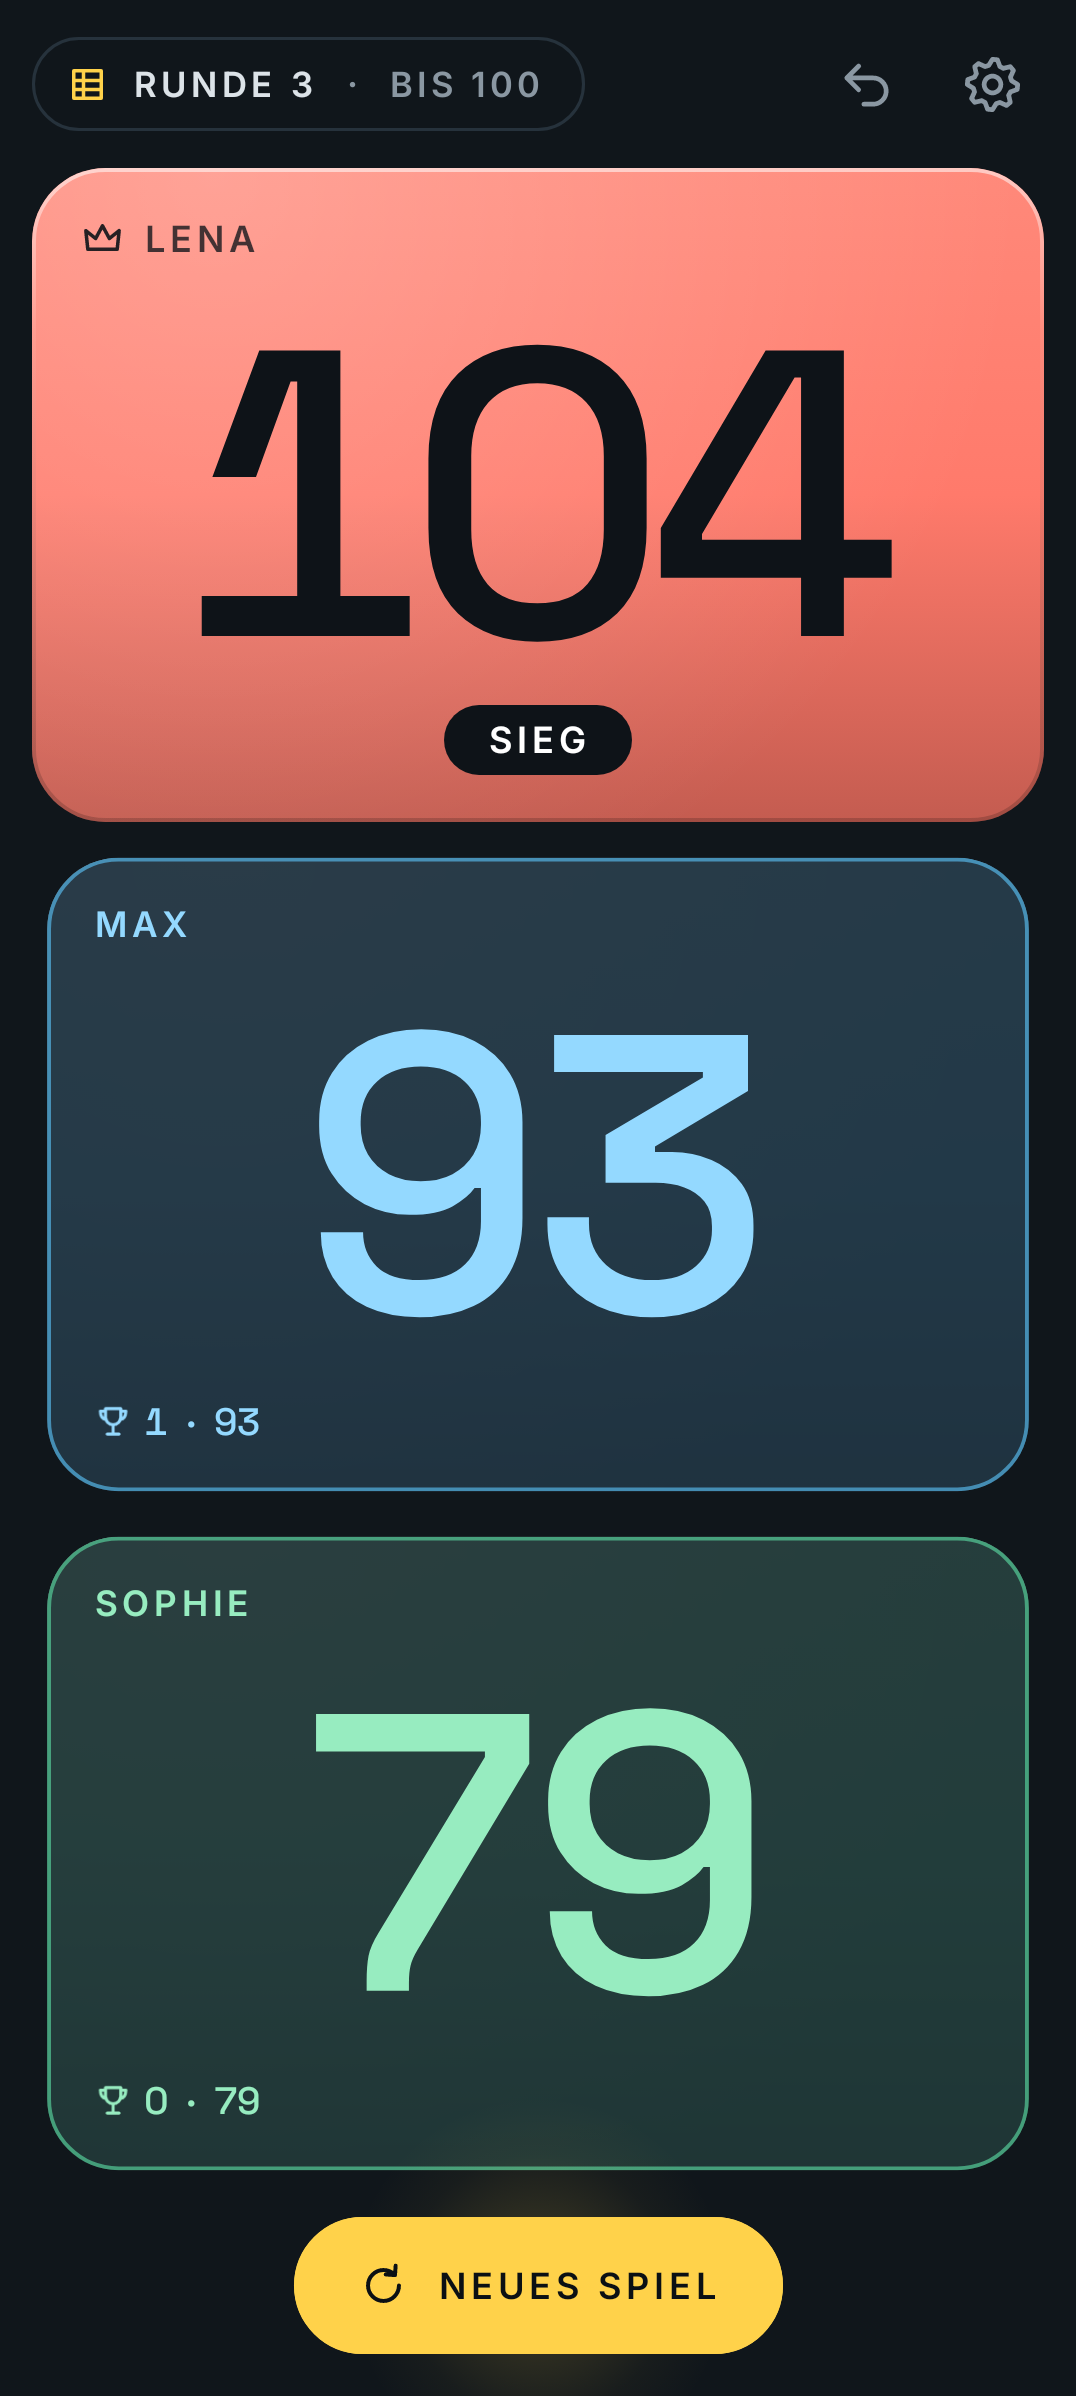 RUNDE 3 · BIS 100
LENA
104
SIEG
MAX
93
1 · 93
SOPHIE
79
0 · 79
NEUES SPIEL